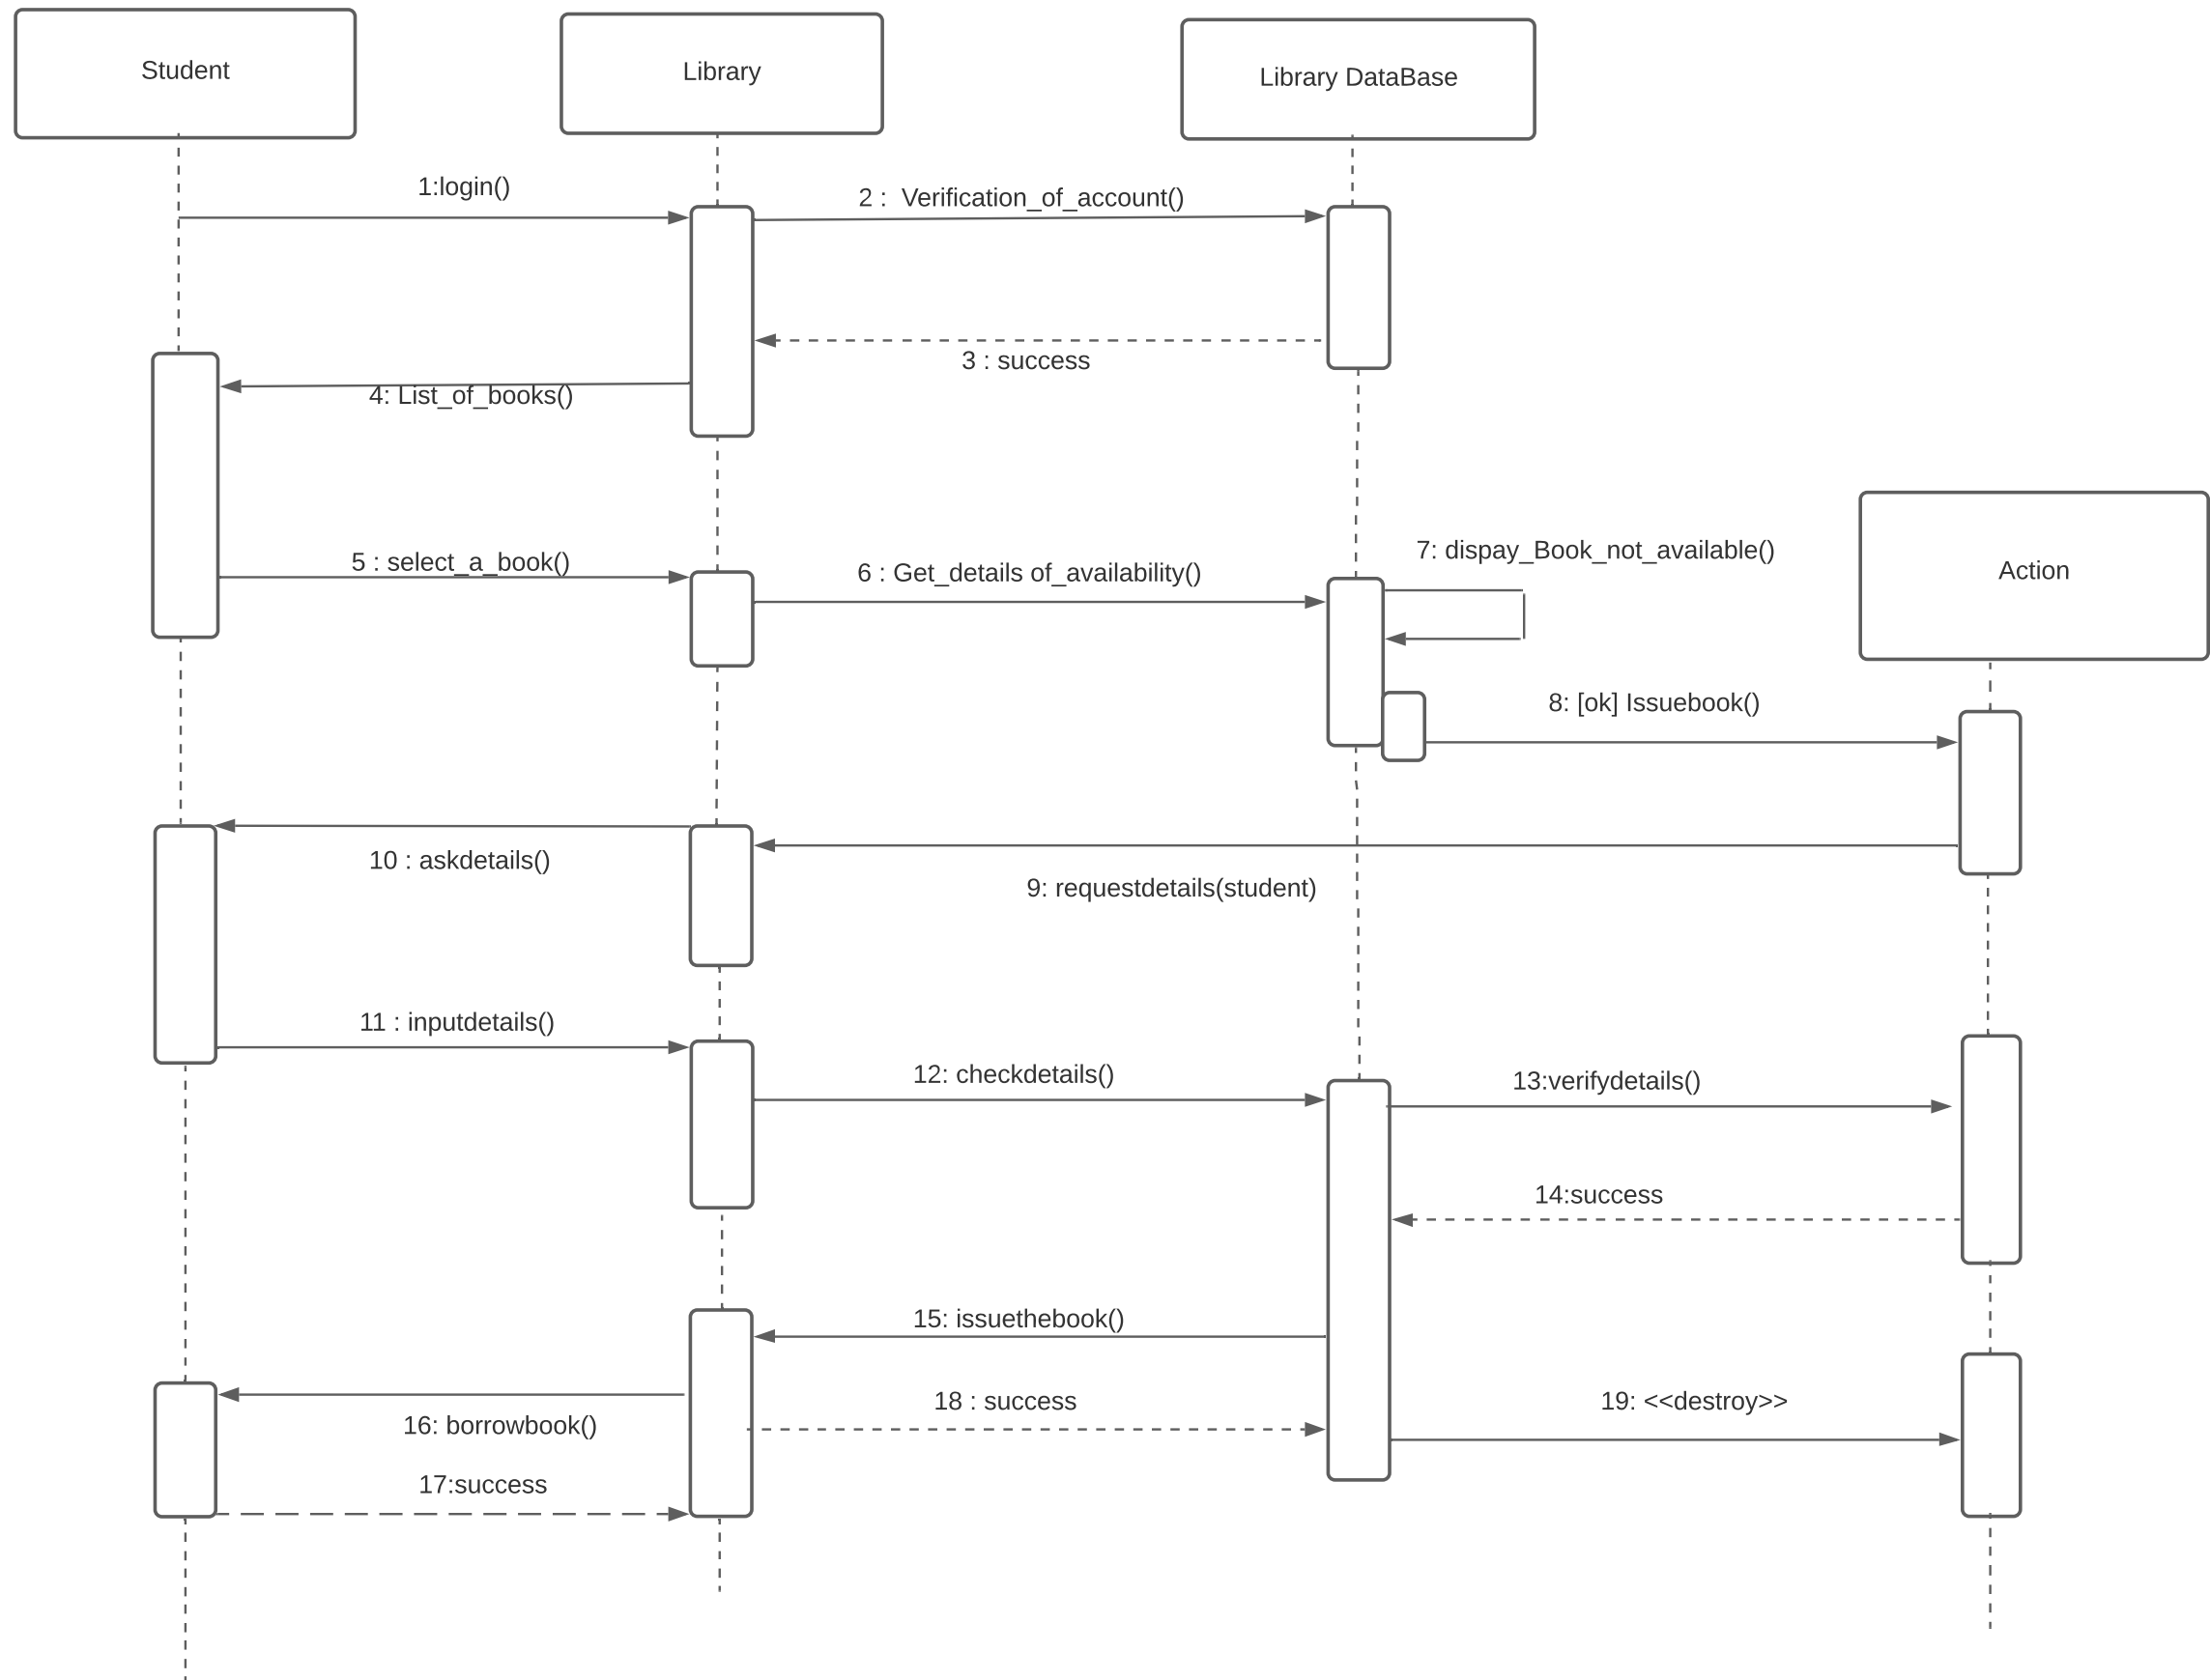 Student
Library
Library DataBase
1:login()
2 :  Verification_of_account()
3 : success
4: List_of_books()
Action
5 : select_a_book()
6 : Get_details of_availability()
7: dispay_Book_not_available()
8: [ok] Issuebook()
10 : askdetails()
9: requestdetails(student)
11 : inputdetails()
12: checkdetails()
13:verifydetails()
14:success
15: issuethebook()
16: borrowbook()
18 : success
19: <<destroy>>
17:success